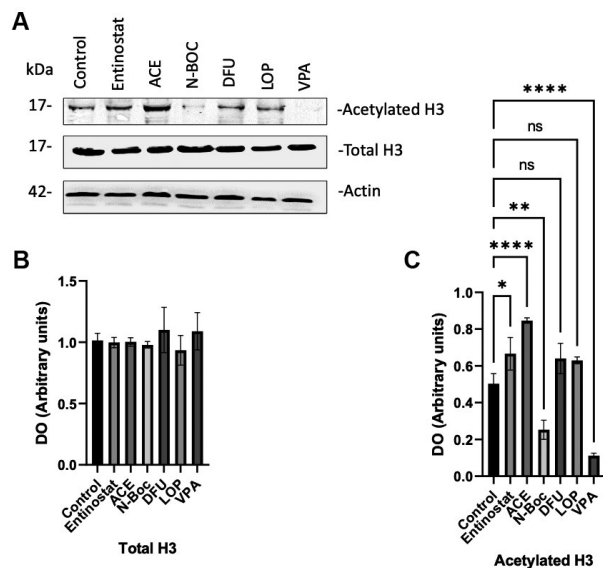 A
kDa
Control
Entinostat
ACE
N-BOC
DFU
LOP
VPA
17-
-Acetylated H3
17-
-Total H3
42-
-Actin
B
DO (Arbitrary units)
1.5
1.0
0.5
0.0
Control
Entinostat
ACE
N-Boc
DFU
LOP
VPA
Total H3
C
****
ns
ns
**
****
*
DO (Arbitrary units)
1.0
0.8
0.6
0.4
0.2
0.0
Control
Entinostat
ACE
N-Boc
DFU
LOP
VPA
Acetylated H3